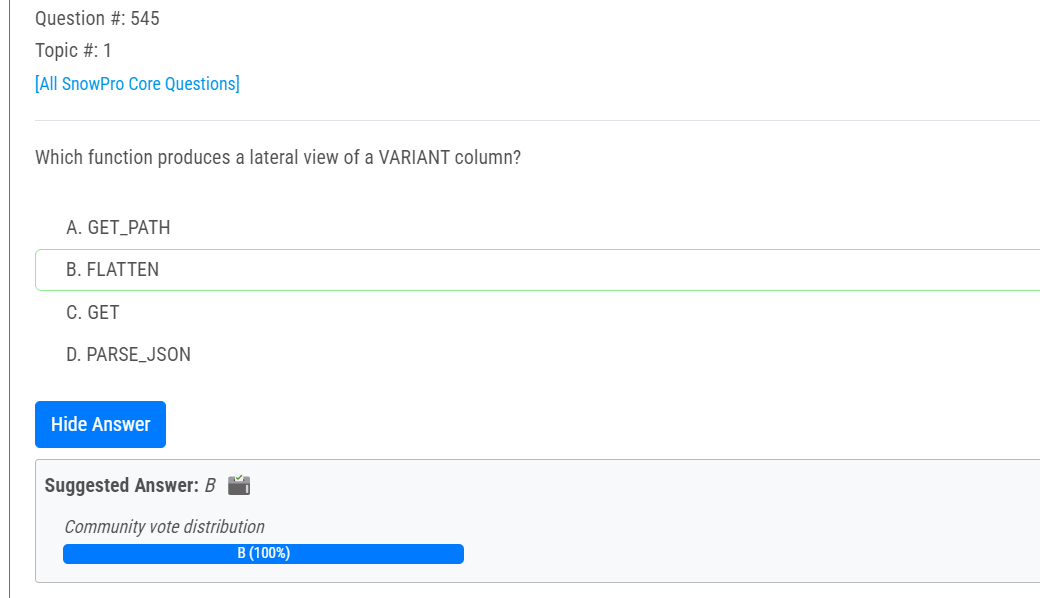 Question #: 545
Topic #: 1
[All SnowPro Core Questions]
Which function produces a lateral view of a VARIANT column?
A. GET_PATH
B. FLATTEN
C. GET
D. PARSE_JSON
Hide Answer
Suggested Answer: B
Community vote distribution
B (100%)